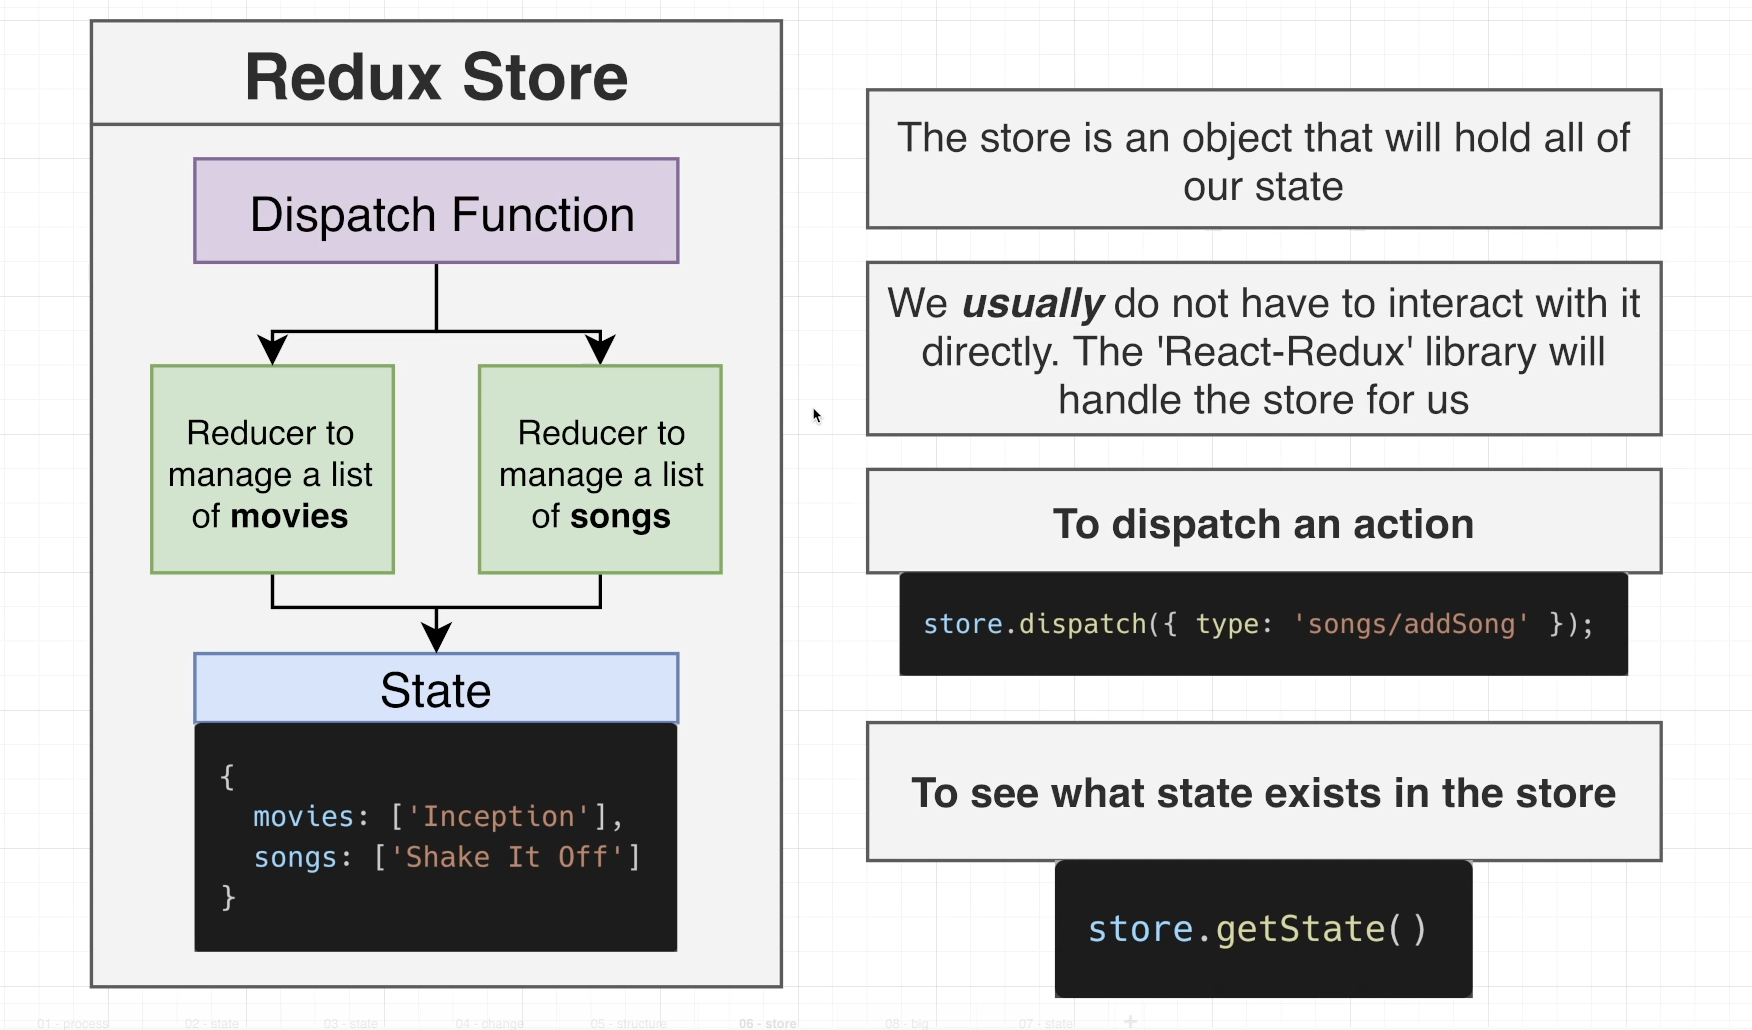 Redux Store
Dispatch Function
Reducer to
manage a list
of movies
Reducer to
manage a list
of songs
State
{
movies: ['Inception'],
songs: ['Shake It Off']
}
The store is an object that will hold all of
our state
We usually do not have to interact with it
directly. The 'React-Redux' library will
handle the store for us
To dispatch an action
store.dispatch({ type: 'songs/addSong' });
To see what state exists in the store
store.getState()
01 - process
02 - state
03 - state
04 - change
05 - structure
06 - store
08 - big
07 - state
+